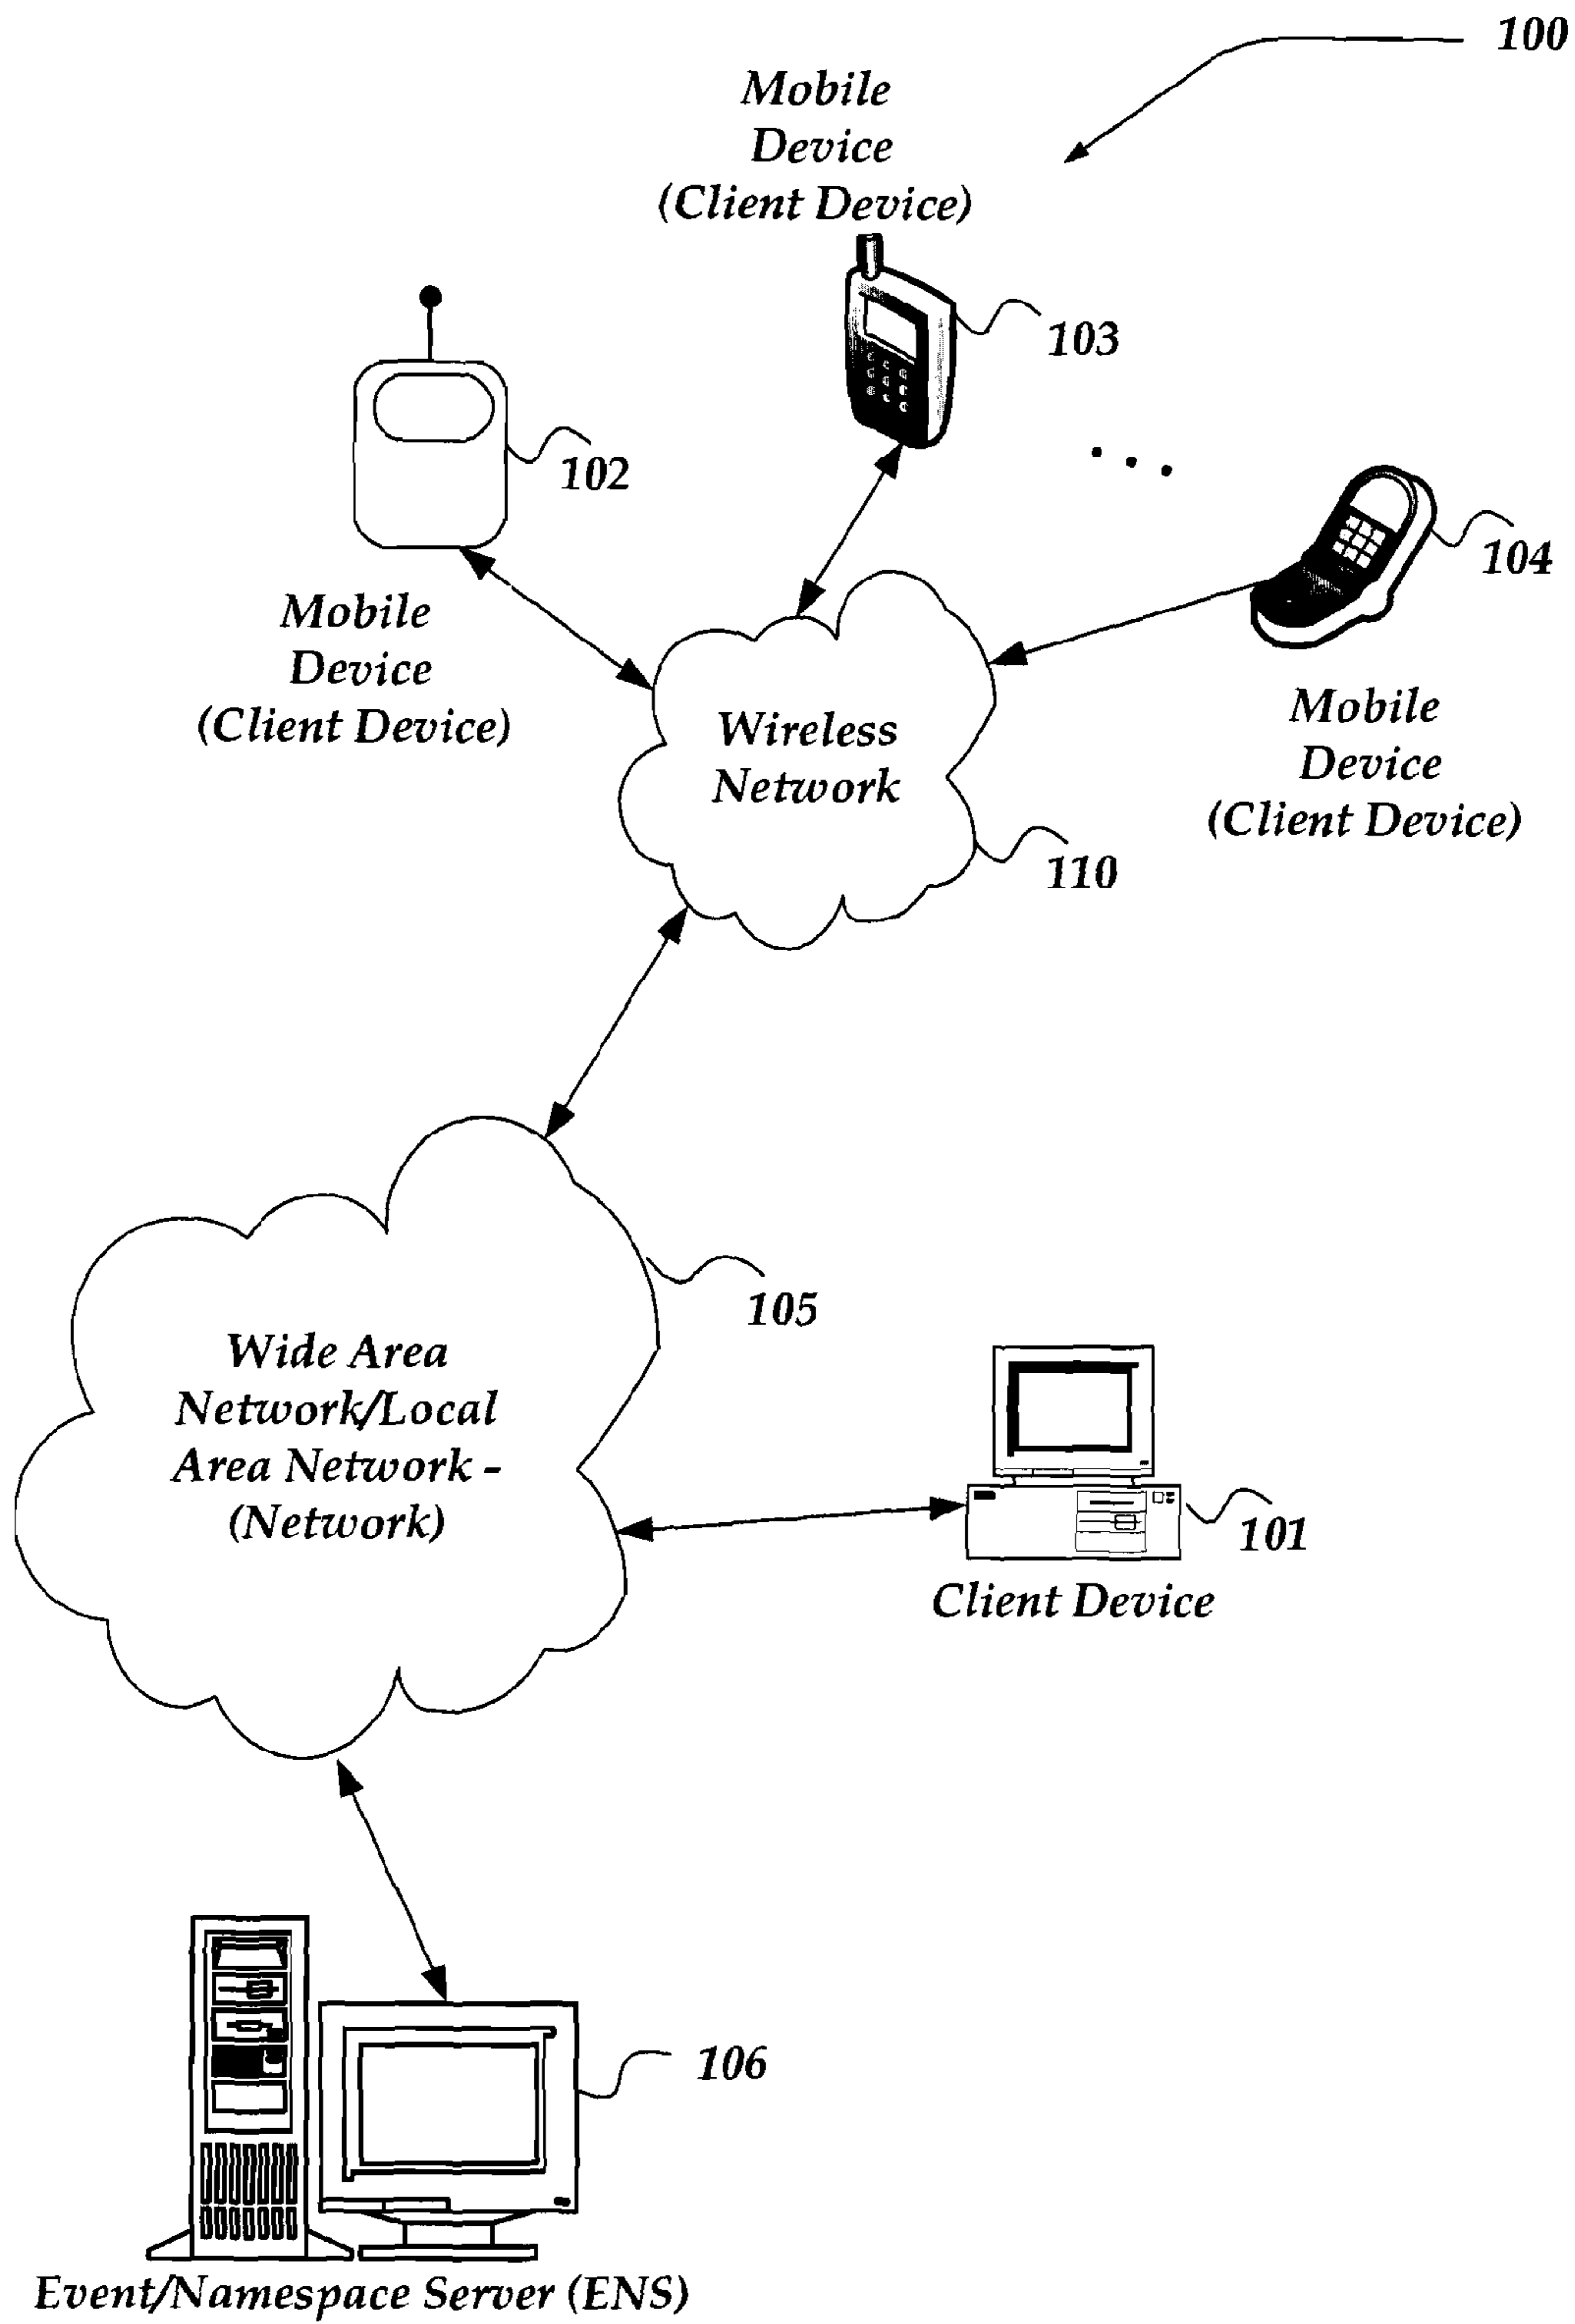 100
Mobile
Device
(Client Device)
103
102
104
Mobile
Device
(Client Device)
Wireless
Network
Mobile
Device
(Client Device)
110
105
Wide Area
Network/Local
Area Network -
(Network)
101
Client Device
106
Event/Namespace Server (ENS)